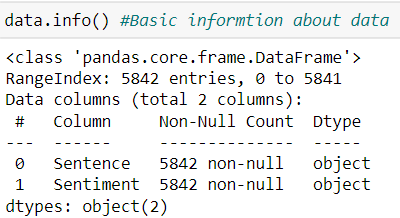 data.info() #Basic informtion about data
<class 'pandas.core.frame.DataFrame'>
RangeIndex: 5842 entries, 0 to 5841
Data columns (total 2 columns):
 #   Column     Non-Null Count  Dtype
---  ------     --------------  -----
 0   Sentence   5842 non-null   object
 1   Sentiment  5842 non-null   object
dtypes: object(2)